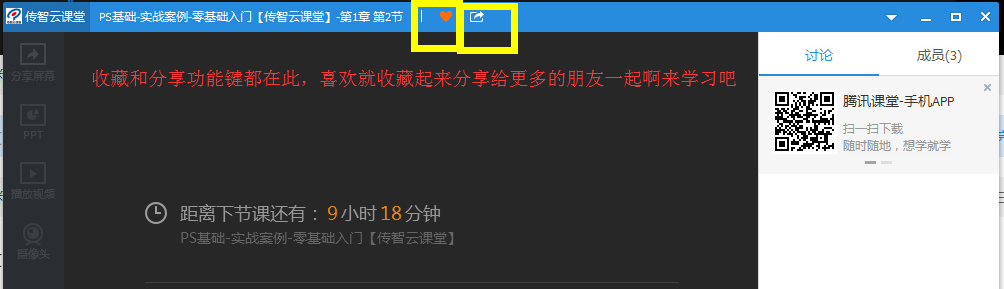 传智云课堂
PS基础-实战案例-零基础入门【传智云课堂】-第1章 第2节
分享屏幕
PPT
播放视频
摄像头
收藏和分享功能键都在此，喜欢就收藏起来分享给更多的朋友一起啊来学习吧
距离下节课还有：9小时18分钟
PS基础-实战案例-零基础入门【传智云课堂】
讨论
成员(3)
腾讯课堂-手机APP
扫一扫下载
随时随地，想学就学